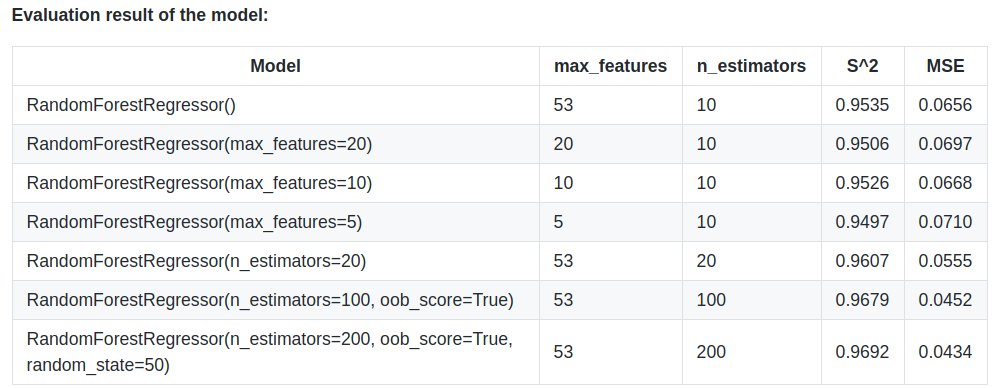 Evaluation result of the model:
Model max_features n_estimators S^2 MSE
RandomForestRegressor() 53 10 0.9535 0.0656
RandomForestRegressor(max_features=20) 20 10 0.9506 0.0697
RandomForestRegressor(max_features=10) 10 10 0.9526 0.0668
RandomForestRegressor(max_features=5) 5 10 0.9497 0.0710
RandomForestRegressor(n_estimators=20) 53 20 0.9607 0.0555
RandomForestRegressor(n_estimators=100, oob_score=True) 53 100 0.9679 0.0452
RandomForestRegressor(n_estimators=200, oob_score=True,
random_state=50) 53 200 0.9692 0.0434